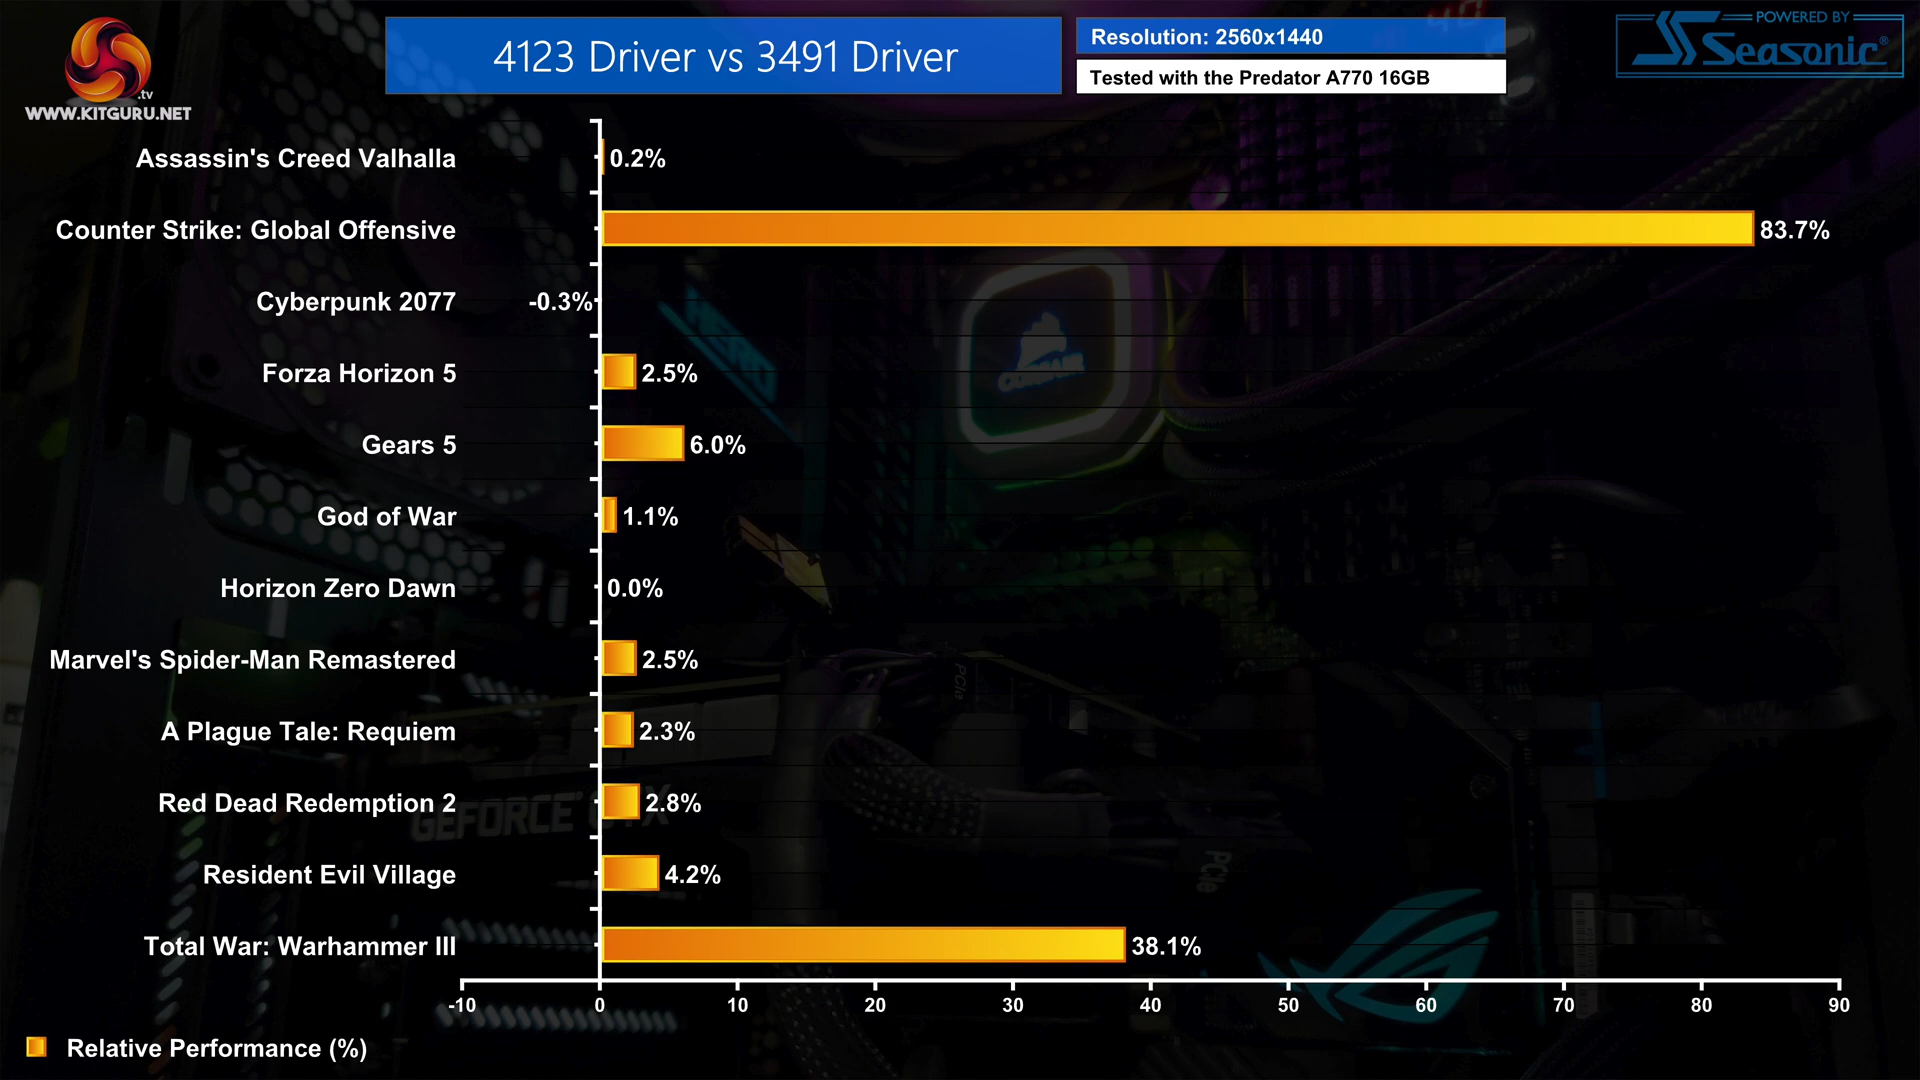 4123 Driver vs 3491 Driver
Resolution: 2560x1440
Tested with the Predator A770 16GB
POWERED BY
Seasonic®
.tv
WWW.KITGURU.NET
Assassin's Creed Valhalla 0.2%
Counter Strike: Global Offensive 83.7%
Cyberpunk 2077 -0.3%
Forza Horizon 5 2.5%
Gears 5 6.0%
God of War 1.1%
Horizon Zero Dawn 0.0%
Marvel's Spider-Man Remastered 2.5%
A Plague Tale: Requiem 2.3%
Red Dead Redemption 2 2.8%
Resident Evil Village 4.2%
Total War: Warhammer III 38.1%
-10 0 10 20 30 40 50 60 70 80 90
Relative Performance (%)
CORSAIR
PCIe
GEFORCE GTX
PCIe